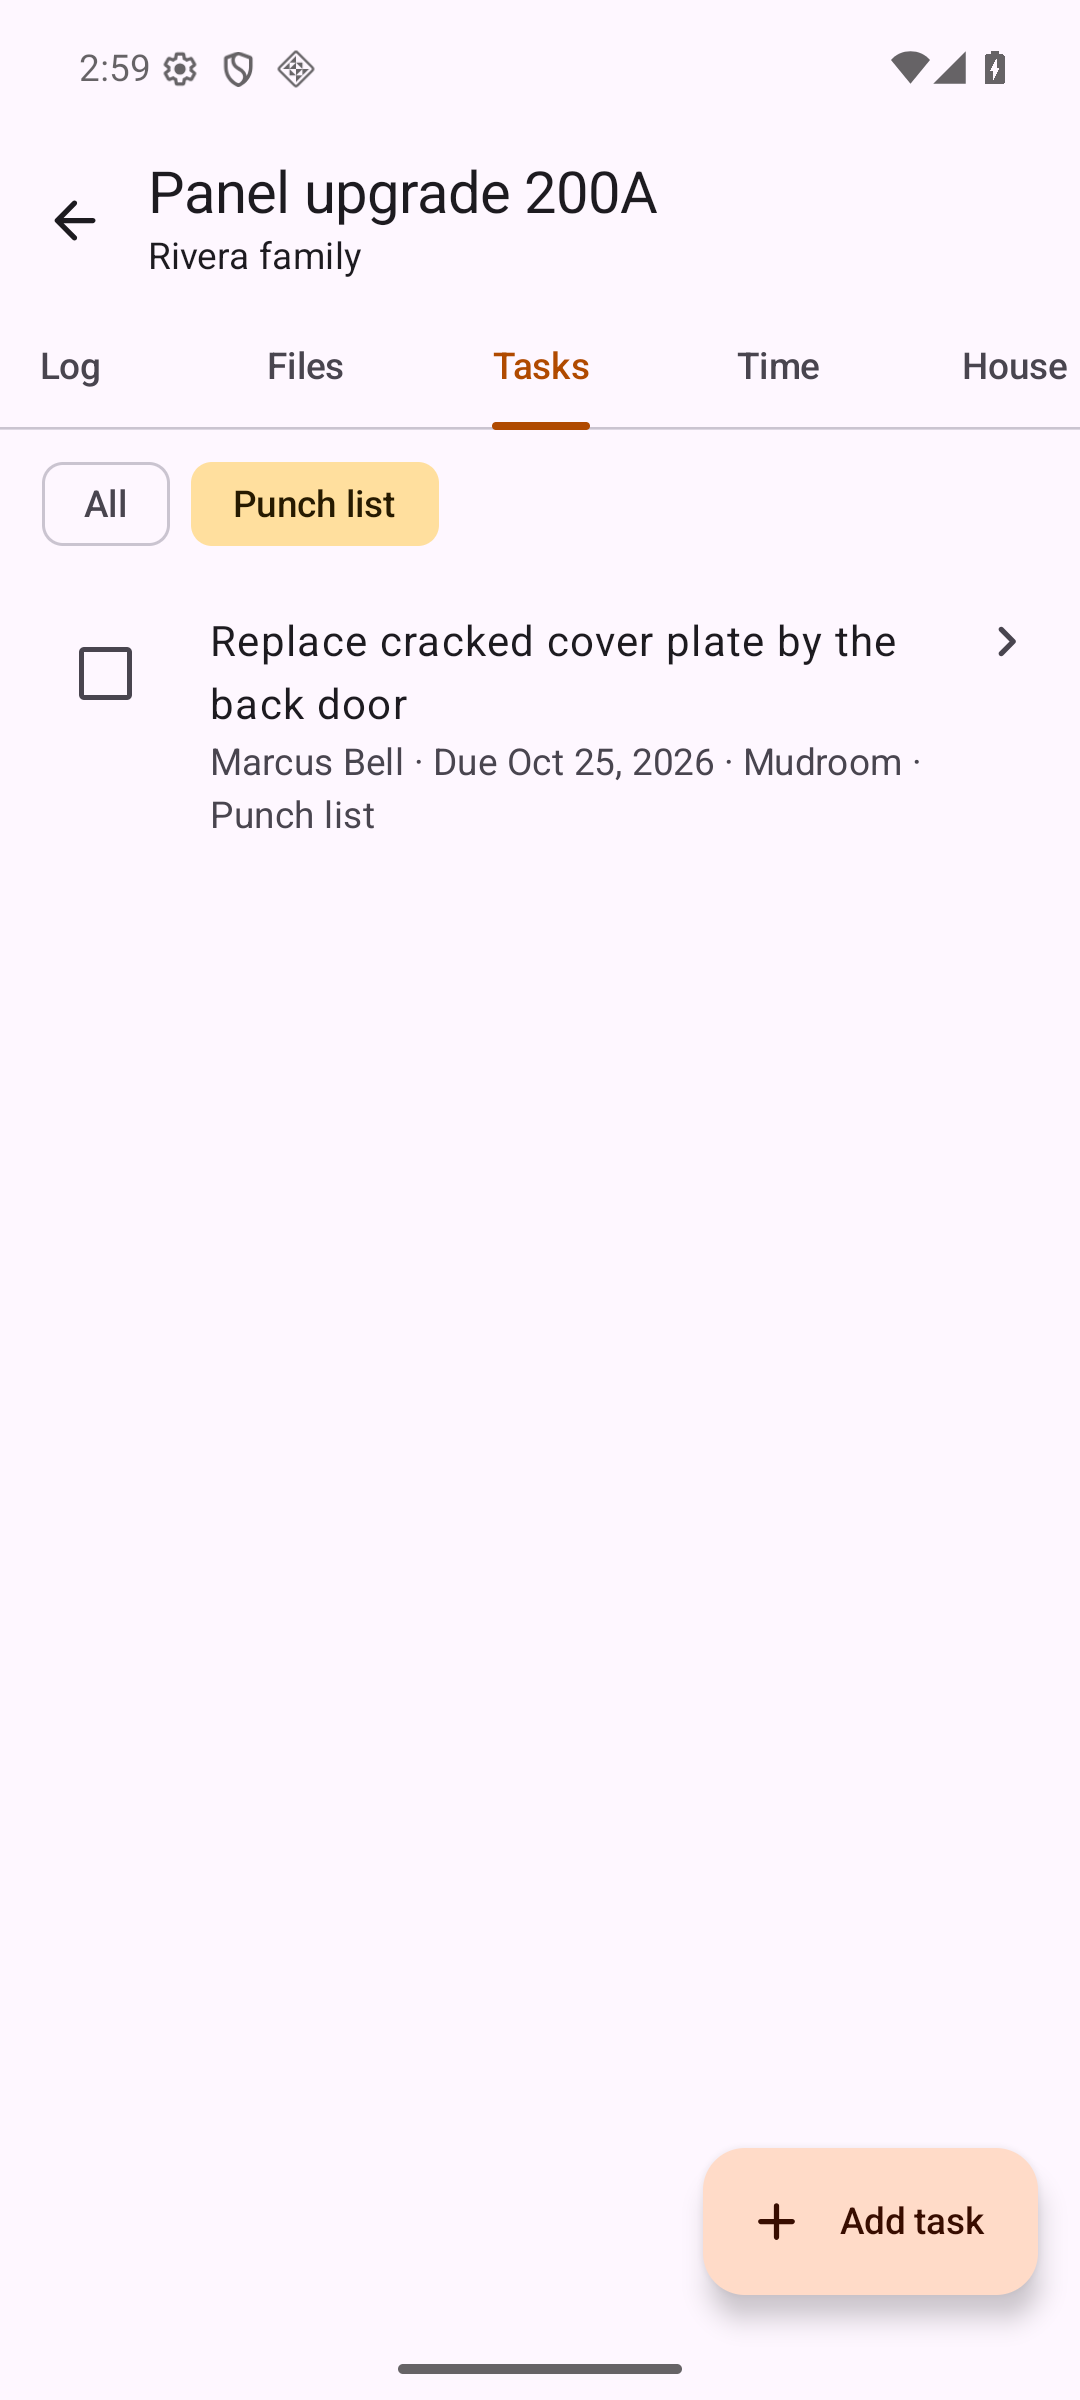 2:59
Panel upgrade 200A
Rivera family
Log Files Tasks Time House
All Punch list
Replace cracked cover plate by the
back door
Marcus Bell · Due Oct 25, 2026 · Mudroom ·
Punch list
Add task